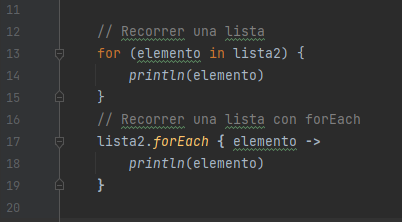 11
12 // Recorrer una lista
13 for (elemento in lista2) {
14 println(elemento)
15 }
16 // Recorrer una lista con forEach
17 lista2.forEach { elemento ->
18 println(elemento)
19 }
20